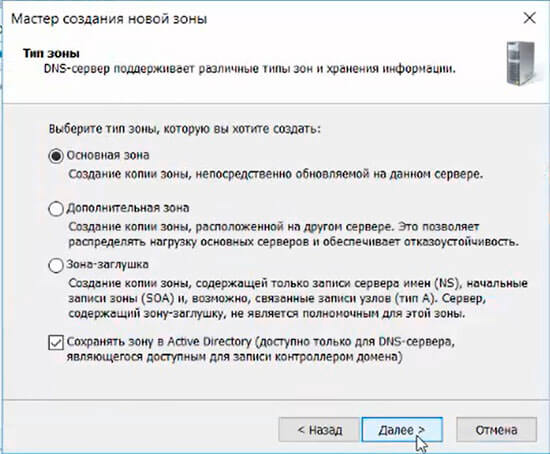 Мастер создания новой зоны
Тип зоны
DNS-сервер поддерживает различные типы зон и хранения информации.
Выберите тип зоны, которую вы хотите создать:
Основная зона
Создание копии зоны, непосредственно обновляемой на данном сервере.
Дополнительная зона
Создание копии зоны, расположенной на другом сервере. Это позволяет
распределять нагрузку основных серверов и обеспечивает отказоустойчивость.
Зона-заглушка
Создание копии зоны, содержащей только записи сервера имен (NS), начальные
записи зоны (SOA) и, возможно, связанные записи узлов (тип A). Сервер,
содержащий зону-заглушку, не является полномочным для этой зоны.
Сохранять зону в Active Directory (доступно только для DNS-сервера,
являющегося доступным для записи контроллером домена)
< Назад Далее > Отмена